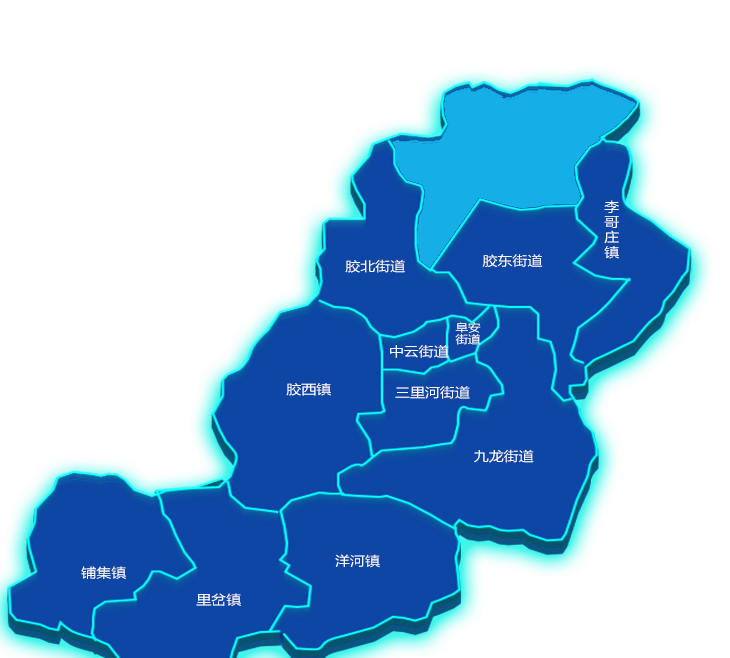 李哥庄镇
胶东街道
胶北街道
阜安
街道
中云街道
胶西镇
三里河街道
九龙街道
洋河镇
铺集镇
里岔镇